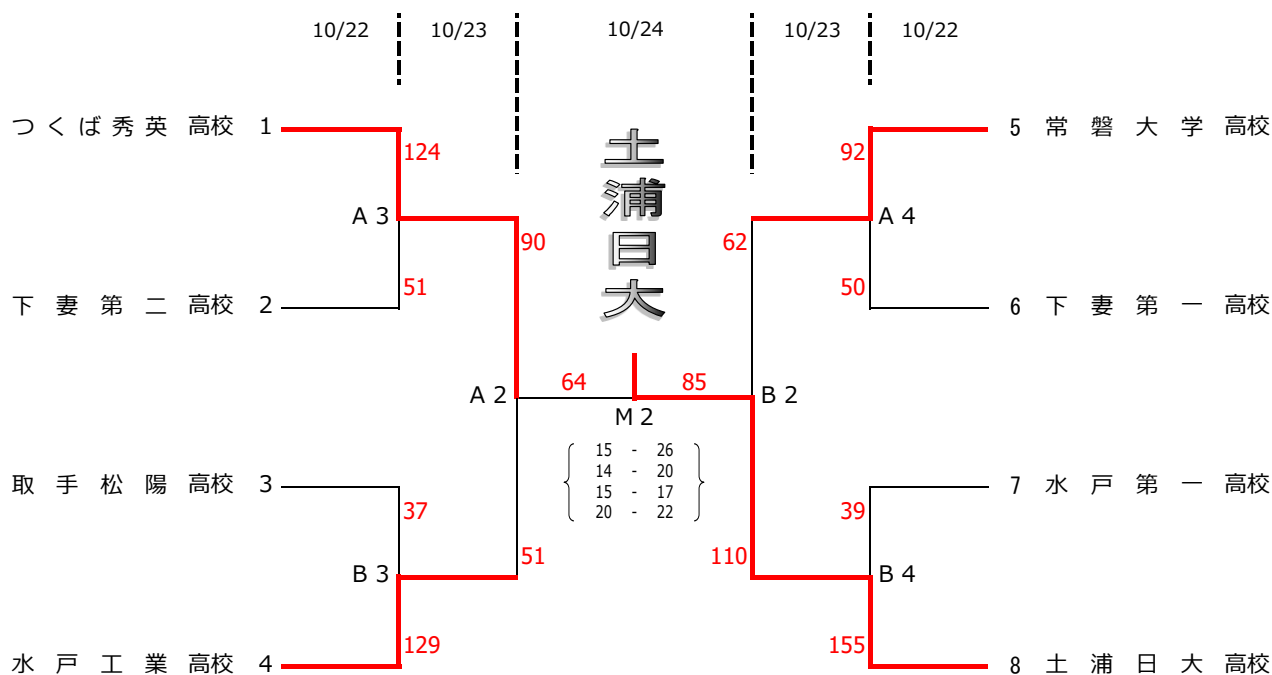 10/22 10/23 10/24 10/23 10/22
つくば秀英 高校 1
5 常磐大学 高校
土浦日大
124
92
A 3
A 4
90
62
51
50
下妻第二 高校 2
6 下妻第一 高校
64
85
A 2
B 2
M 2
15 - 26
14 - 20
15 - 17
20 - 22
取手松陽 高校 3
7 水戸第一 高校
37
39
51
110
B 3
B 4
129
155
水戸工業 高校 4
8 土浦日大 高校